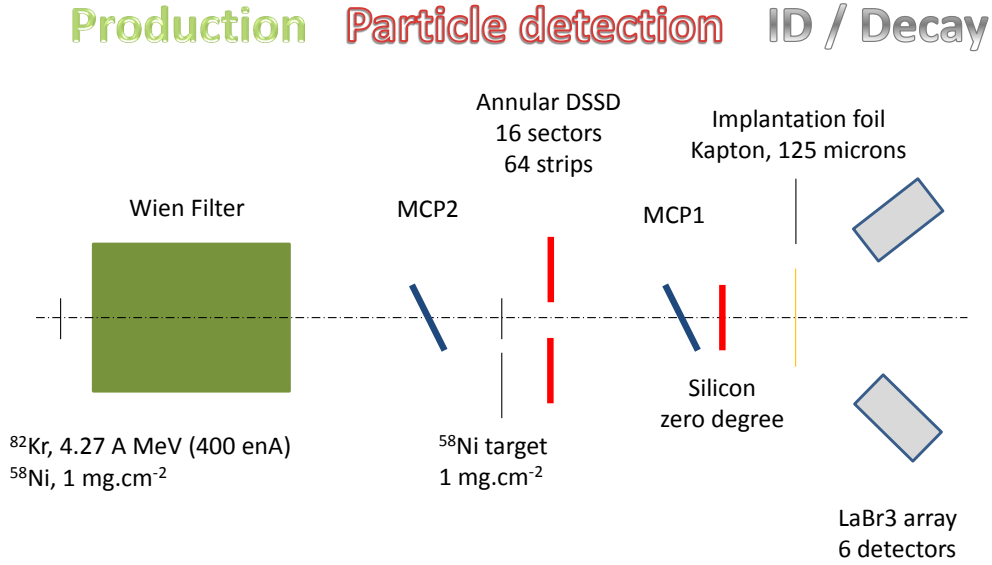 Production Particle detection ID / Decay
Annular DSSD
16 sectors
64 strips
Implantation foil
Kapton, 125 microns
Wien Filter
MCP2
MCP1
Silicon
zero degree
⁸²Kr, 4.27 A MeV (400 enA)
⁵⁸Ni, 1 mg.cm⁻²
⁵⁸Ni target
1 mg.cm⁻²
LaBr3 array
6 detectors